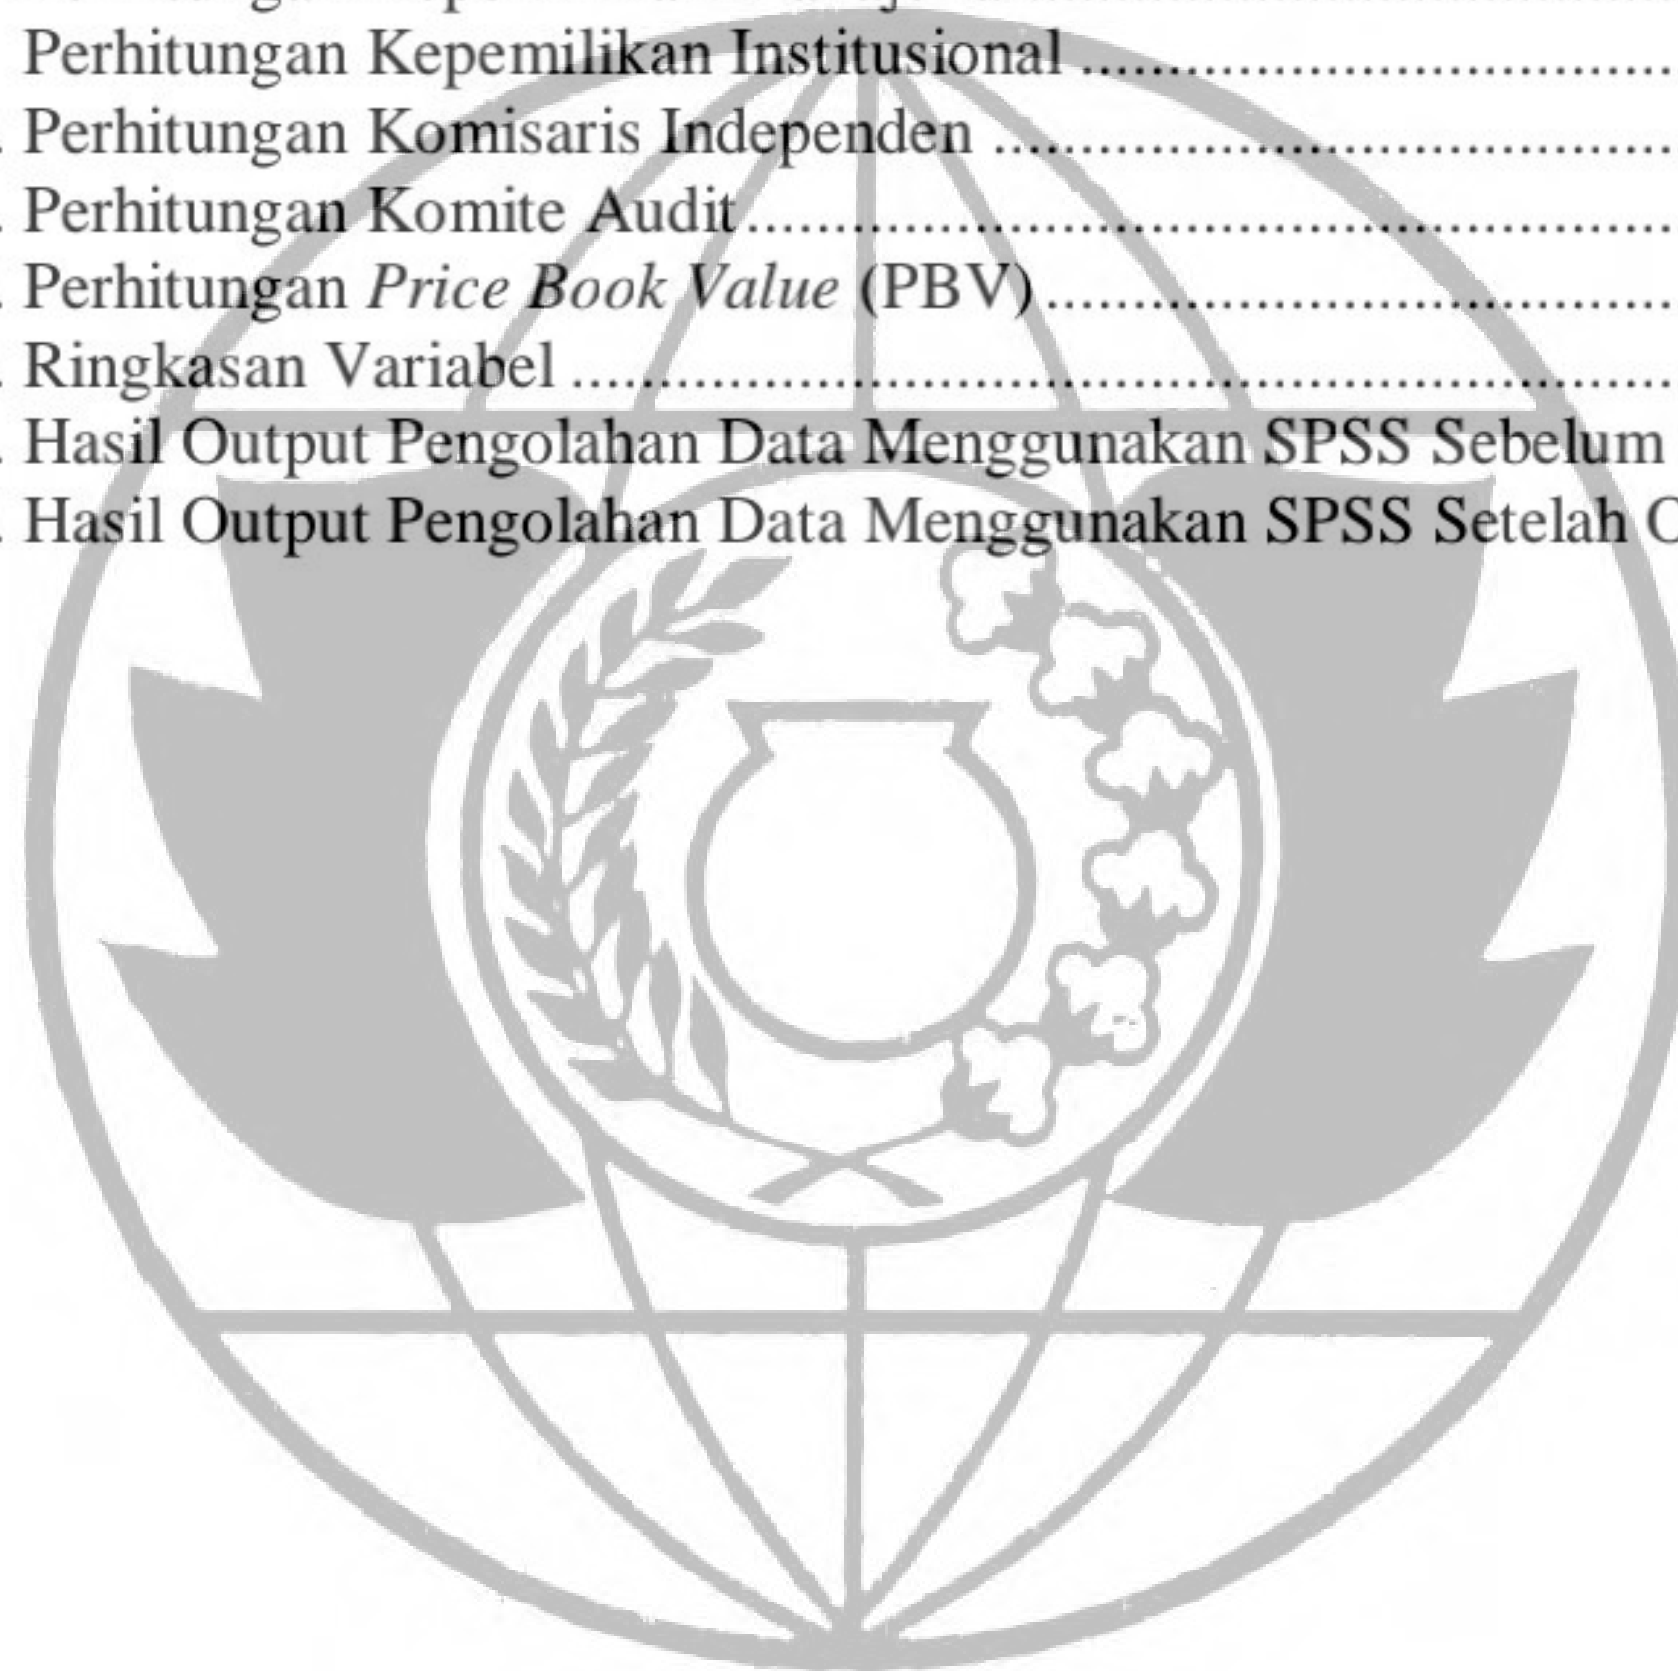 Perhitungan Kepemilikan Institusional ........................................
. Perhitungan Komisaris Independen ..............................................
. Perhitungan Komite Audit................................................................
. Perhitungan Price Book Value (PBV)...........................................
. Ringkasan Variabel ............................................................................
. Hasil Output Pengolahan Data Menggunakan SPSS Sebelum
. Hasil Output Pengolahan Data Menggunakan SPSS Setelah